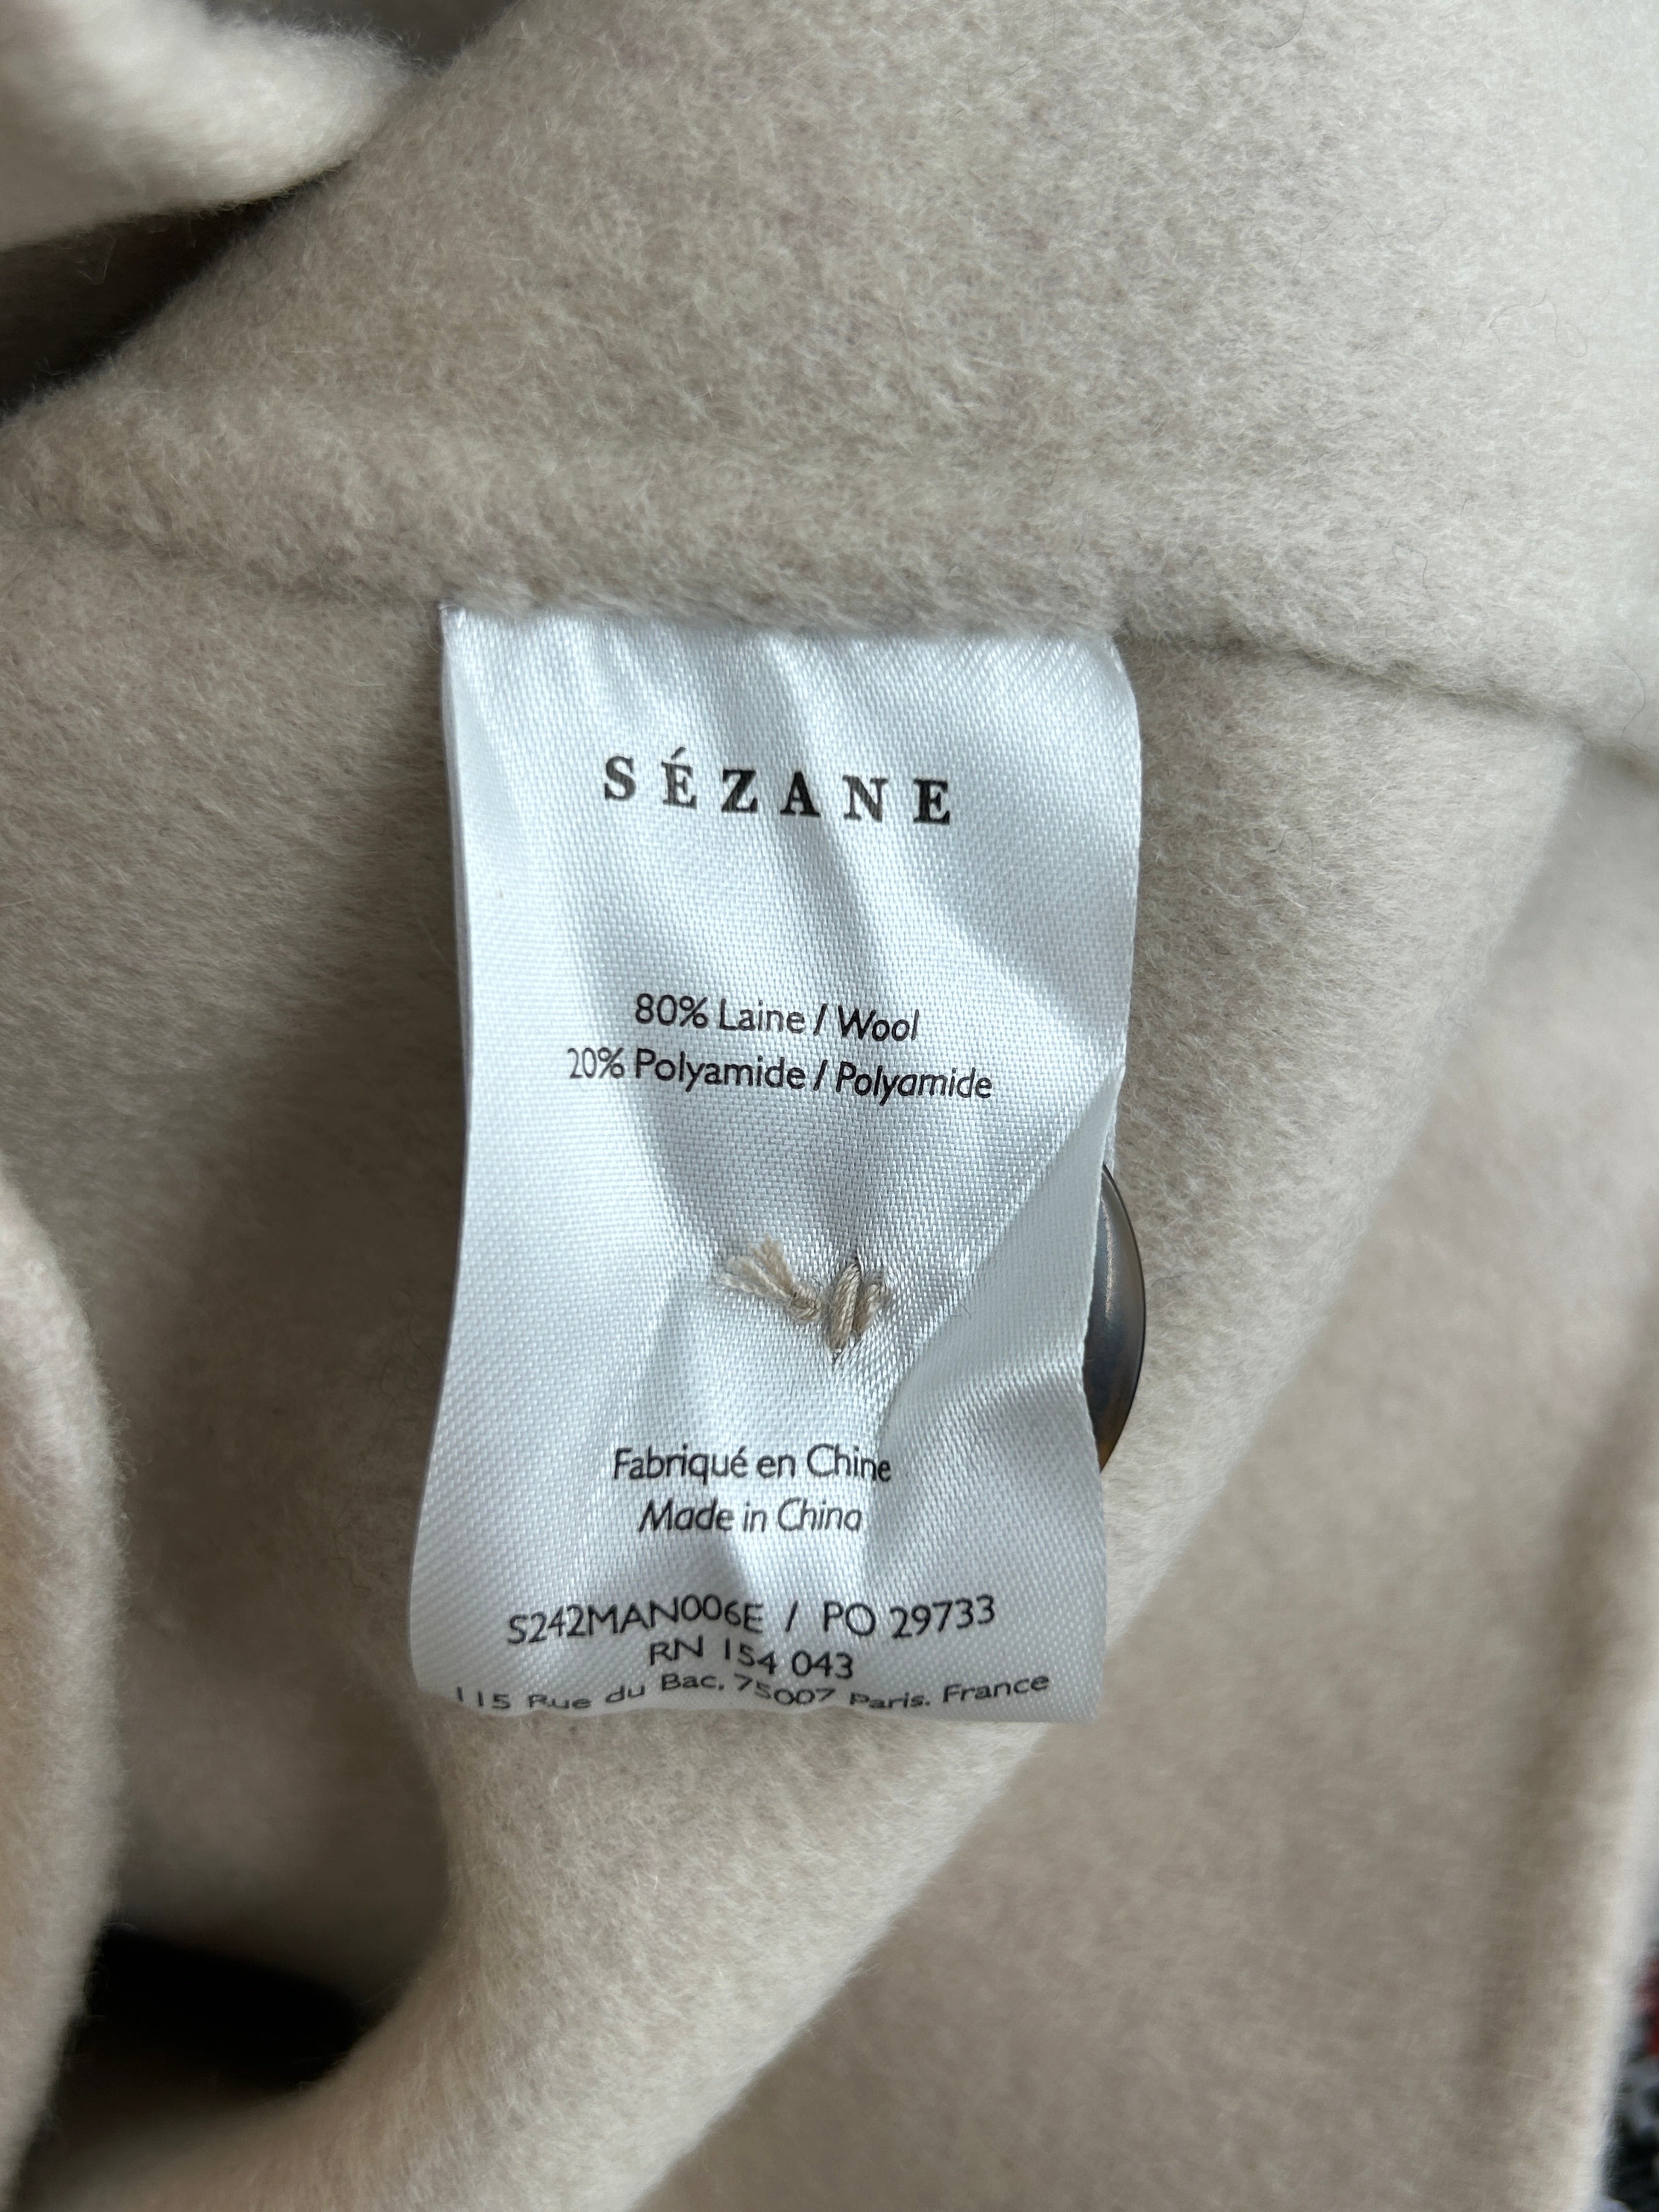 SÉZANE
80% Laine / Wool
20% Polyamide / Polyamide
Fabriqué en Chine
Made in China
S242MAN006E / PO 29733
RN 154 043
115 Rue du Bac, 75007 Paris. France